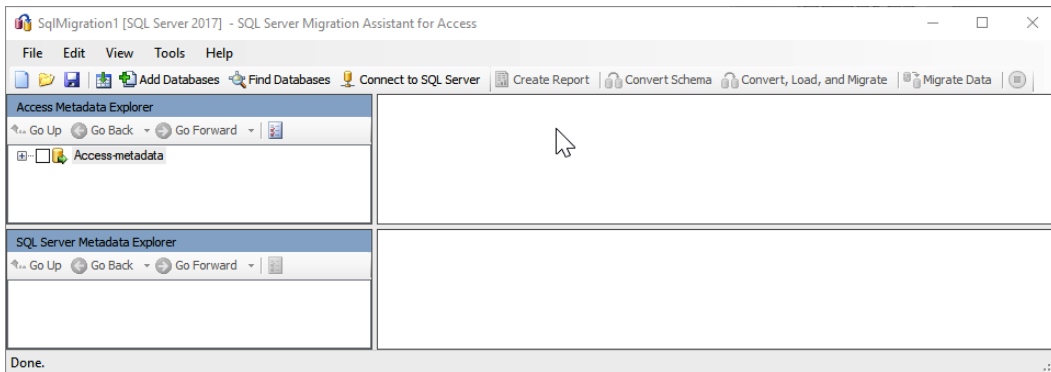 SqlMigration1 [SQL Server 2017] - SQL Server Migration Assistant for Access
File Edit View Tools Help
Add Databases Find Databases Connect to SQL Server Create Report Convert Schema Convert, Load, and Migrate Migrate Data
Access Metadata Explorer
Go Up Go Back Go Forward
Access-metadata
SQL Server Metadata Explorer
Go Up Go Back Go Forward
Done.